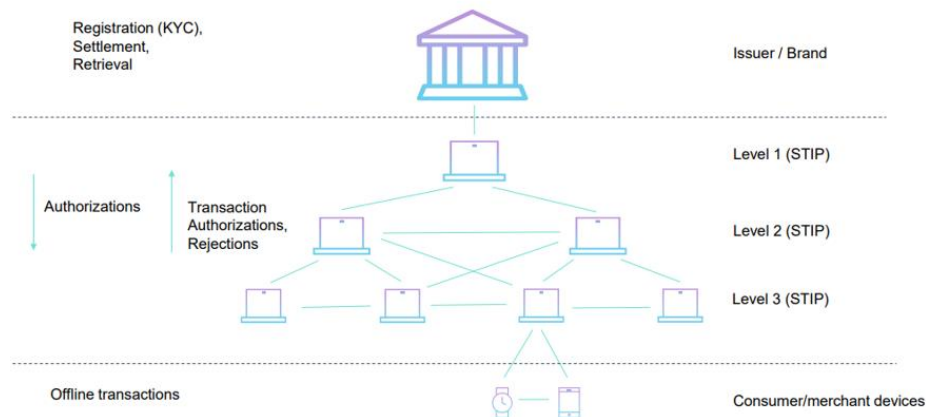 Registration (KYC),
Settlement,
Retrieval
Issuer / Brand
Level 1 (STIP)
Authorizations
Transaction
Authorizations,
Rejections
Level 2 (STIP)
Level 3 (STIP)
Offline transactions
Consumer/merchant devices